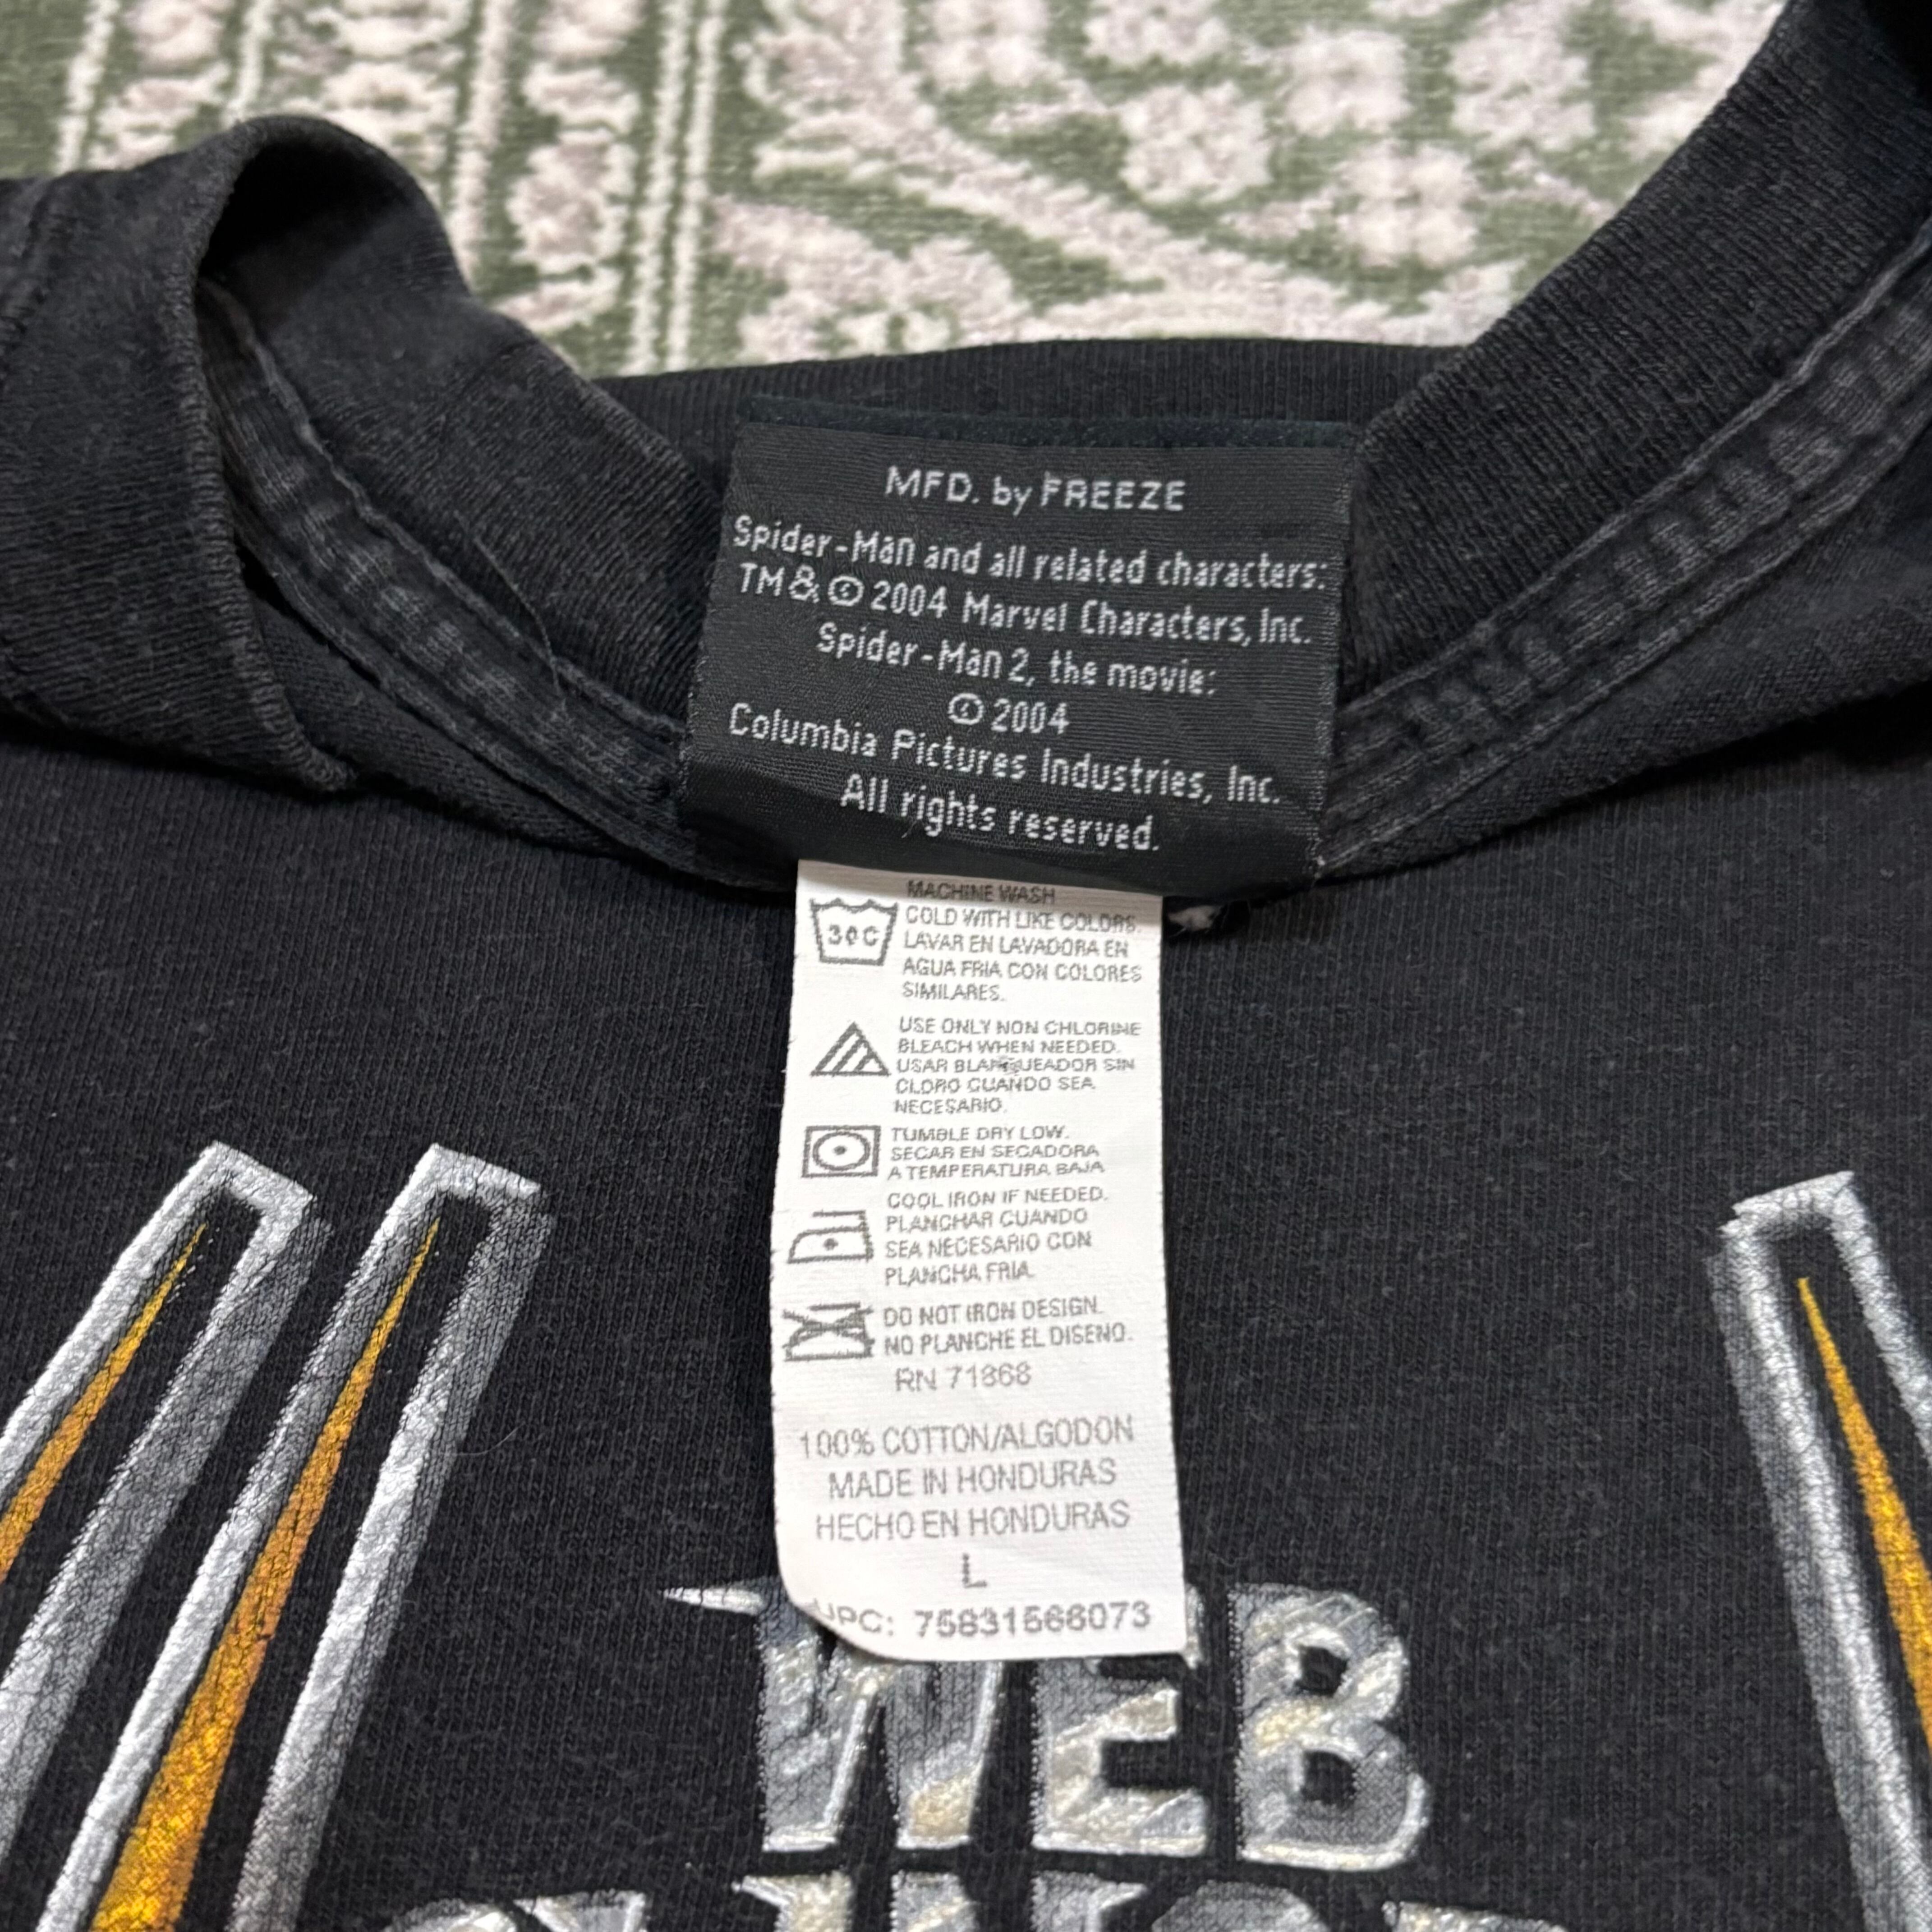 MFD. by FREEZE
Spider-Man and all related characters:
TM & © 2004 Marvel Characters, Inc.
Spider-Man 2, the movie:
© 2004
Columbia Pictures Industries, Inc.
All rights reserved.
MACHINE WASH
30C
COLD WITH LIKE COLORS.
LAVAR EN LAVADORA EN
AGUA FRIA CON COLORES
SIMILARES.
USE ONLY NON CHLORINE
BLEACH WHEN NEEDED.
USAR BLANQUEADOR SIN
CLORO CUANDO SEA
NECESARIO.
TUMBLE DRY LOW.
SECAR EN SECADORA
A TEMPERATURA BAJA
COOL IRON IF NEEDED.
PLANCHAR CUANDO
SEA NECESARIO CON
PLANCHA FRIA.
DO NOT IRON DESIGN.
NO PLANCHE EL DISENO.
RN 71868
100% COTTON/ALGODON
MADE IN HONDURAS
HECHO EN HONDURAS
L
UPC: 75831566073
WEB